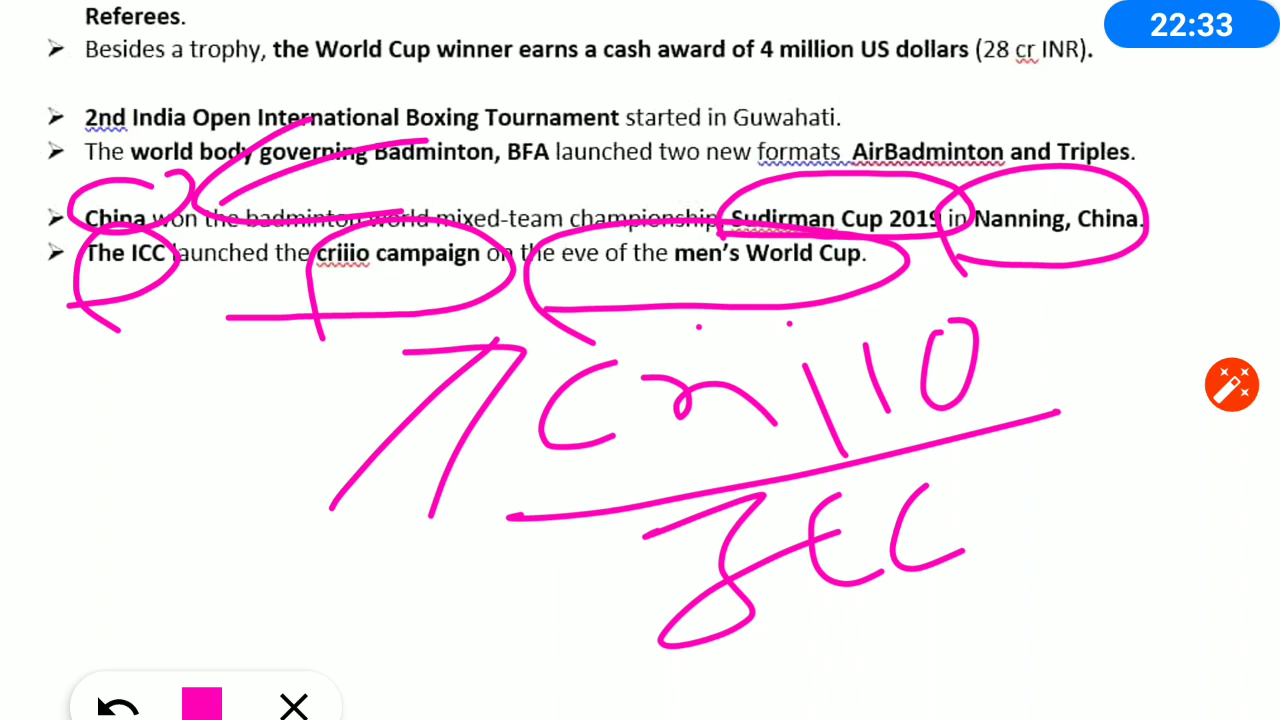 Referees.
➢ Besides a trophy, the World Cup winner earns a cash award of 4 million US dollars (28 cr INR).
➢ 2nd India Open International Boxing Tournament started in Guwahati.
➢ The world body governing Badminton, BFA launched two new formats AirBadminton and Triples.
➢ China won the badminton world mixed-team championship, Sudirman Cup 2019 in Nanning, China.
➢ The ICC launched the criiio campaign on the eve of the men's World Cup.
Criiio
ICC
22:33